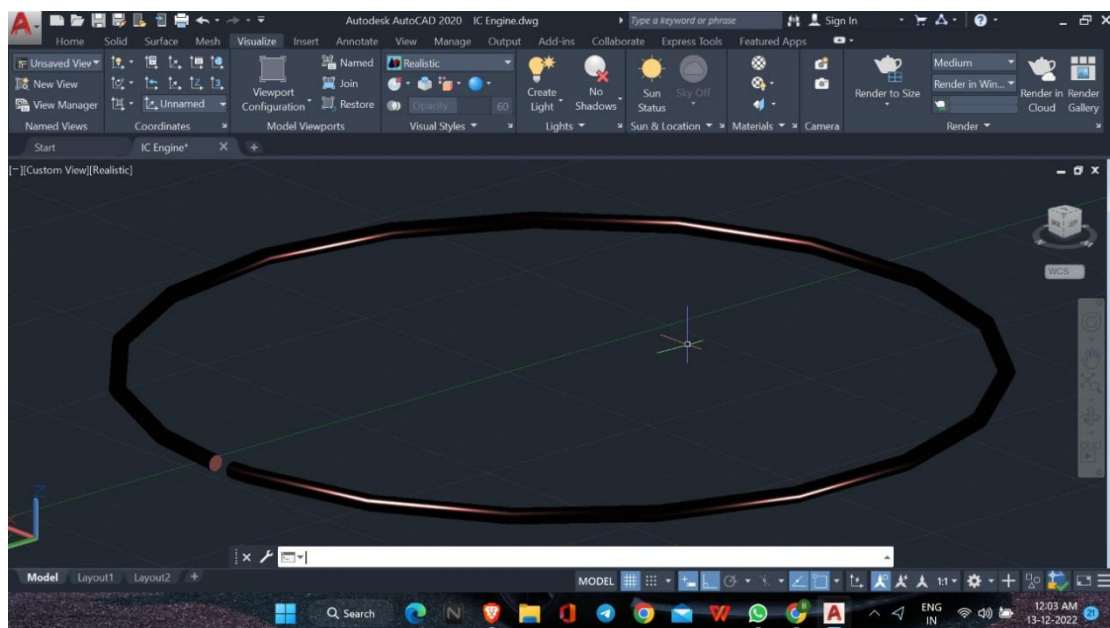 Autodesk AutoCAD 2020 IC Engine.dwg Type a keyword or phrase Sign In
Home Solid Surface Mesh Visualize Insert Annotate View Manage Output Add-ins Collaborate Express Tools Featured Apps
Unsaved View Named Realistic Medium
New View Join Render in Win...
View Manager Unnamed Viewport Configuration Restore Opacity 60 Create Light No Shadows Sun Status Sky Off Render to Size Render in Cloud Render Gallery
Named Views Coordinates Model Viewports Visual Styles Lights Sun & Location Materials Camera Render
Start IC Engine* X +
[-][Custom View][Realistic]
WCS
Z
Model Layout1 Layout2 + MODEL 1:1
Search ENG 12:03 AM
IN 13-12-2022 21